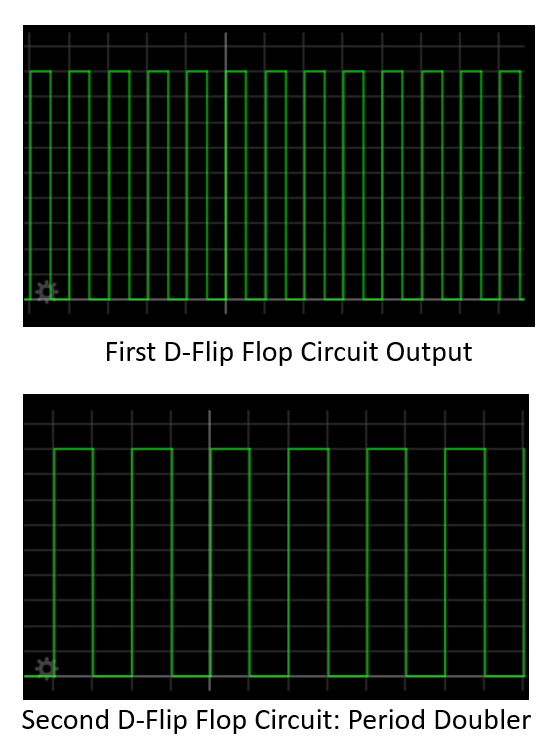 First D-Flip Flop Circuit Output
Second D-Flip Flop Circuit: Period Doubler